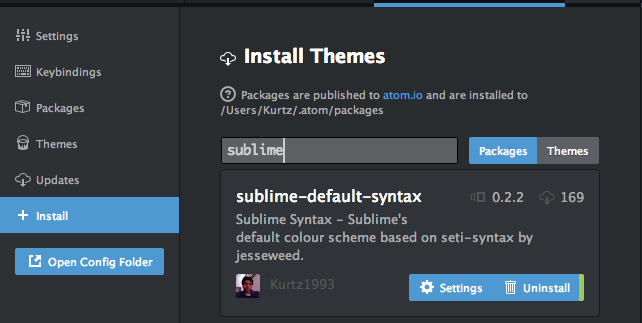 Settings
Keybindings
Packages
Themes
Updates
Install
Open Config Folder
Install Themes
Packages are published to atom.io and are installed to
/Users/Kurtz/.atom/packages
sublime
Packages Themes
sublime-default-syntax 0.2.2 169
Sublime Syntax - Sublime's
default colour scheme based on seti-syntax by
jesseweed.
Kurtz1993 Settings Uninstall